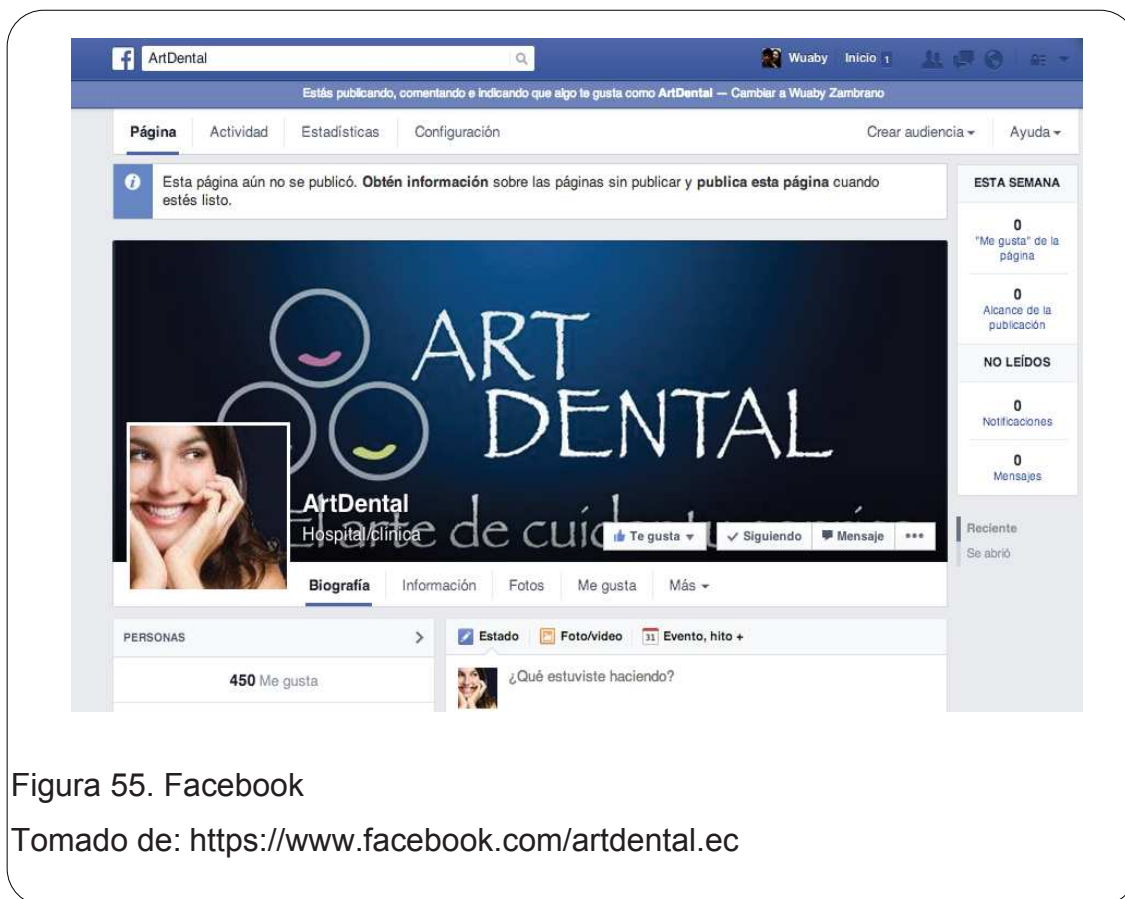 ArtDental
Wuaby Inicio 1
Estás publicando, comentando e indicando que algo te gusta como ArtDental — Cambiar a Wuaby Zambrano
Página Actividad Estadísticas Configuración Crear audiencia Ayuda
Esta página aún no se publicó. Obtén información sobre las páginas sin publicar y publica esta página cuando
estés listo.
ESTA SEMANA
0
"Me gusta" de la
página
0
Alcance de la
publicación
NO LEÍDOS
0
Notificaciones
0
Mensajes
Reciente
Se abrió
ART
DENTAL
El arte de
ArtDental
Hospital/clínica
Te gusta Siguiendo Mensaje
Biografía Información Fotos Me gusta Más
PERSONAS
450 Me gusta
Estado Foto/video 31 Evento, hito +
¿Qué estuviste haciendo?
Figura 55. Facebook
Tomado de: https://www.facebook.com/artdental.ec